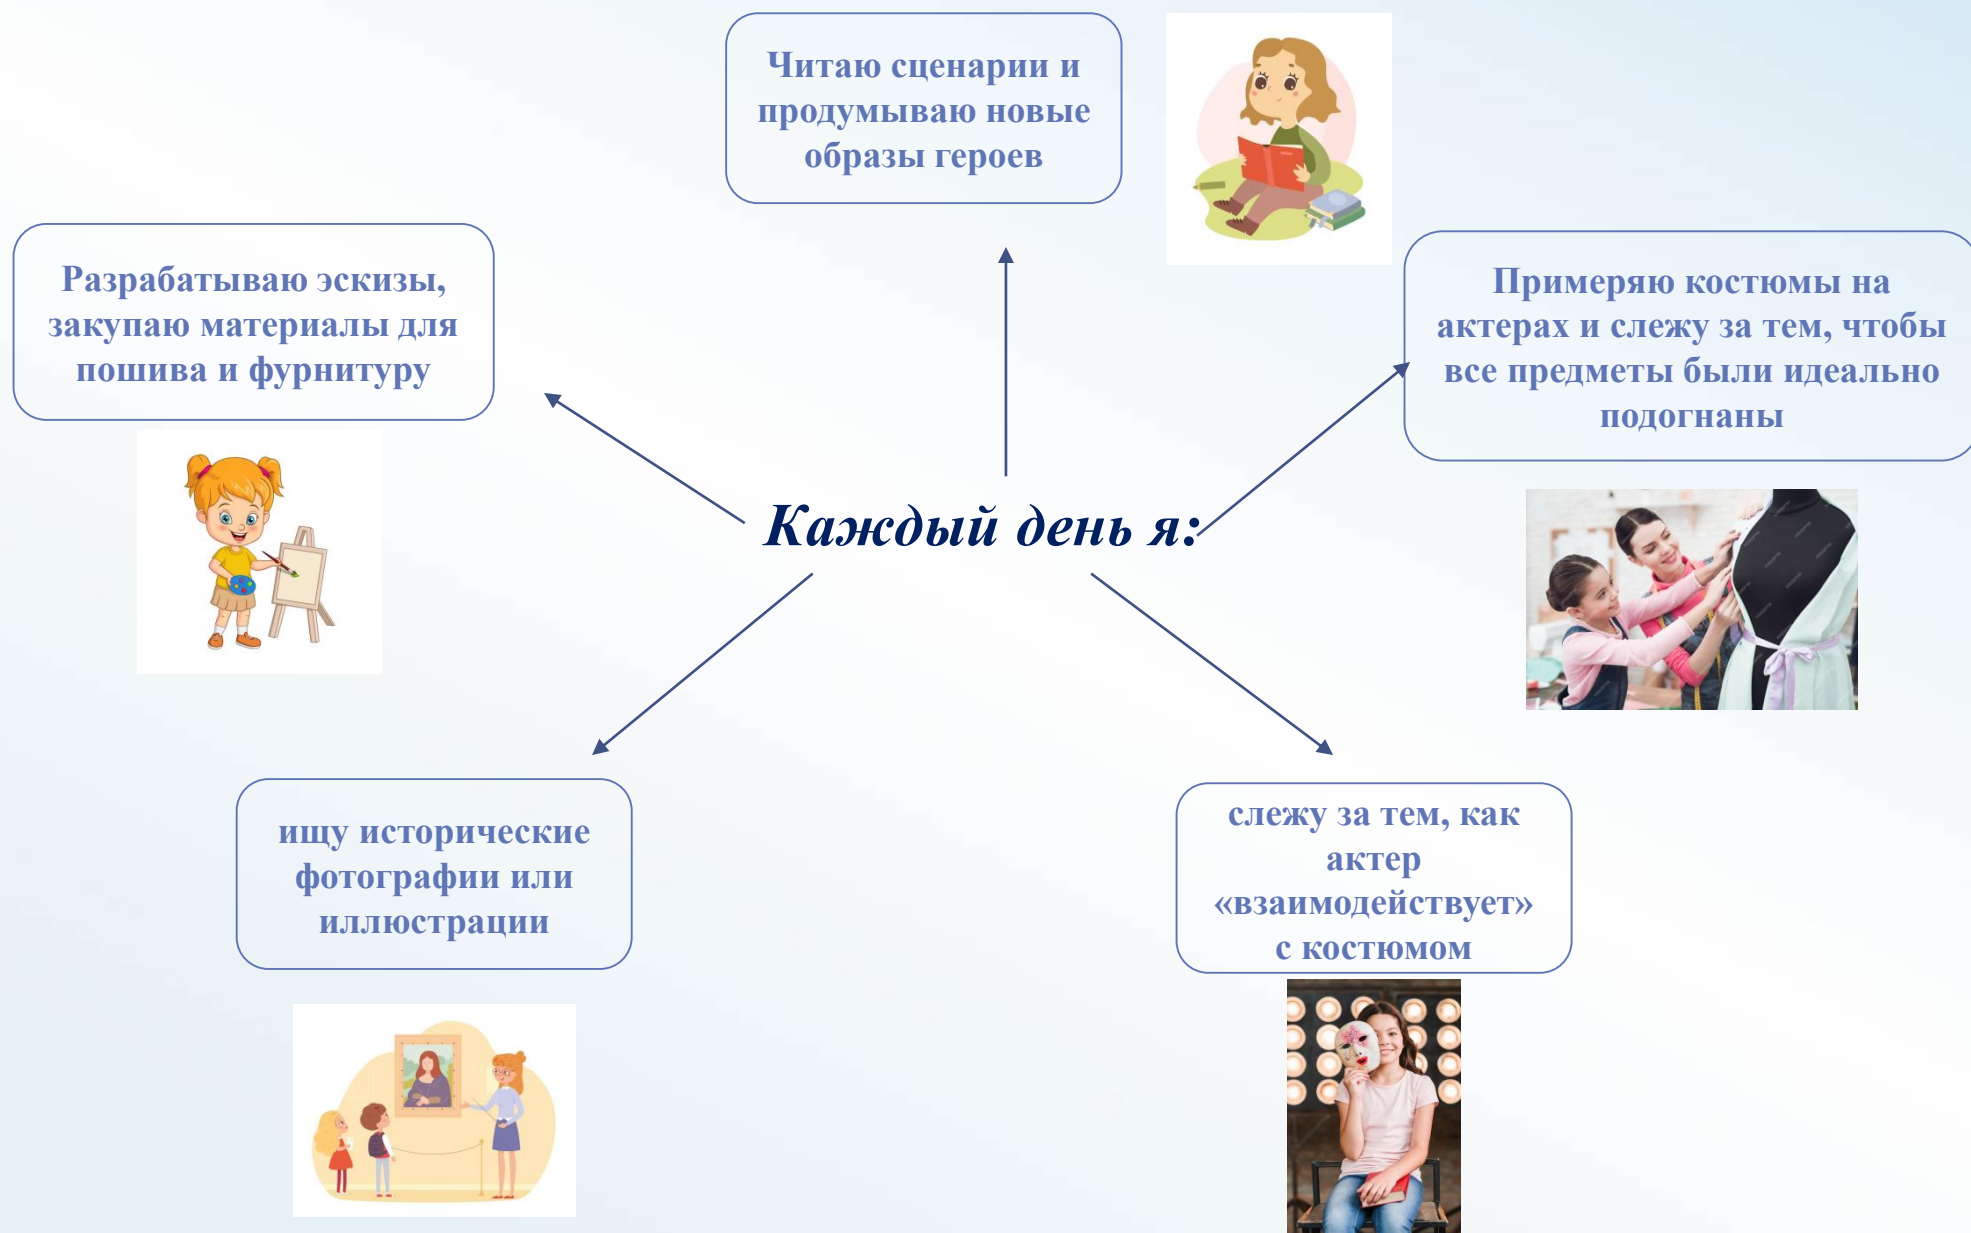 Читаю сценарии и
продумываю новые
образы героев
Разрабатываю эскизы,
закупаю материалы для
пошива и фурнитуру
Примеряю костюмы на
актерах и слежу за тем, чтобы
все предметы были идеально
подогнаны
Каждый день я:
ищу исторические
фотографии или
иллюстрации
слежу за тем, как
актер
«взаимодействует»
с костюмом